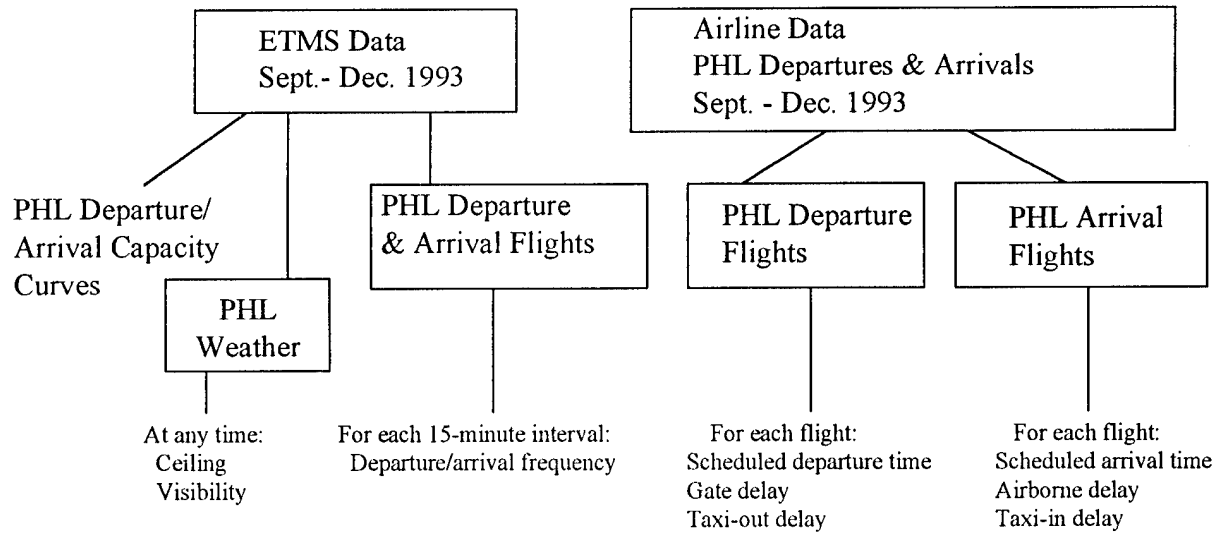 ETMS Data
Sept.- Dec. 1993
Airline Data
PHL Departures & Arrivals
Sept. - Dec. 1993
PHL Departure/
Arrival Capacity
Curves
PHL
Weather
PHL Departure
& Arrival Flights
PHL Departure
Flights
PHL Arrival
Flights
At any time:
Ceiling
Visibility
For each 15-minute interval:
Departure/arrival frequency
For each flight:
Scheduled departure time
Gate delay
Taxi-out delay
For each flight:
Scheduled arrival time
Airborne delay
Taxi-in delay